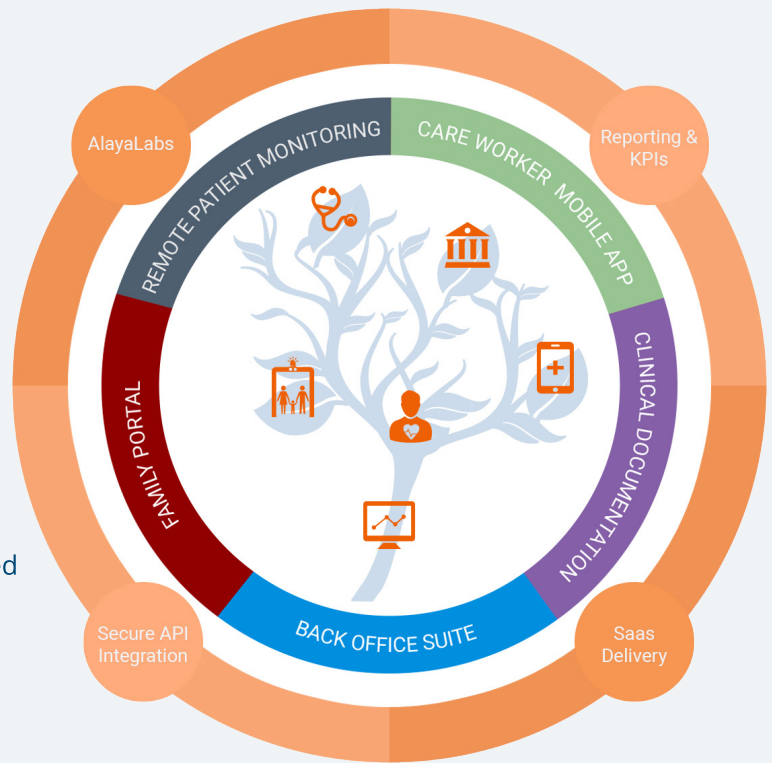 AlayaLabs
Reporting &
KPIs
REMOTE PATIENT MONITORING
CARE WORKER MOBILE APP
CLINICAL DOCUMENTATION
FAMILY PORTAL
BACK OFFICE SUITE
Secure API
Integration
Saas
Delivery